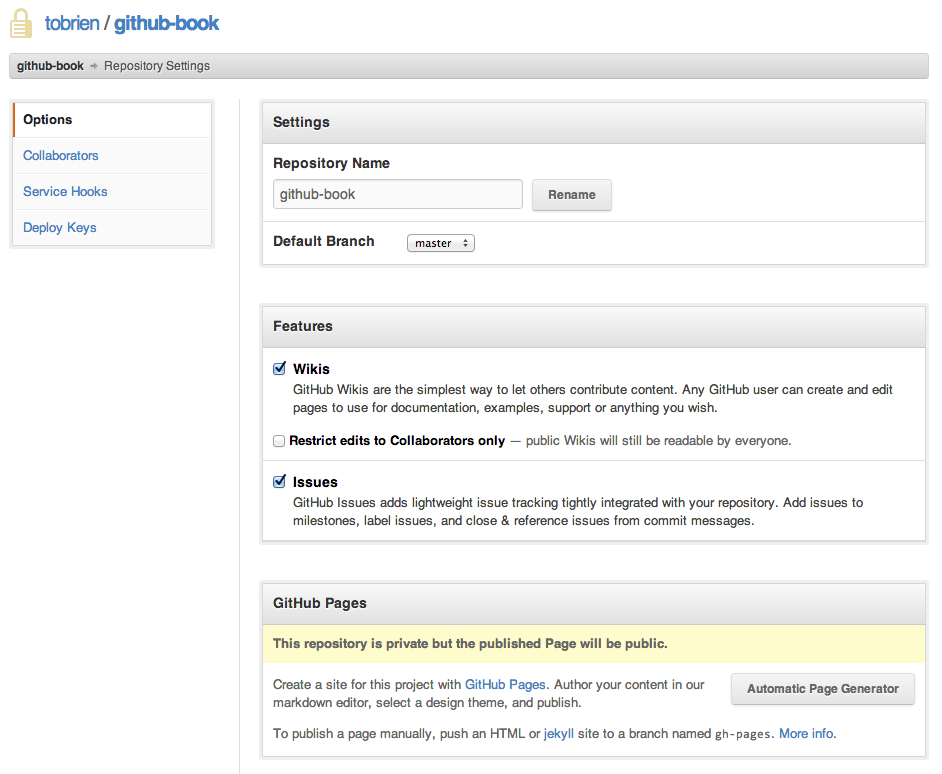 tobrien / github-book
github-book → Repository Settings
Options
Collaborators
Service Hooks
Deploy Keys
Settings
Repository Name
github-book Rename
Default Branch master
Features
Wikis
GitHub Wikis are the simplest way to let others contribute content. Any GitHub user can create and edit
pages to use for documentation, examples, support or anything you wish.
Restrict edits to Collaborators only — public Wikis will still be readable by everyone.
Issues
GitHub Issues adds lightweight issue tracking tightly integrated with your repository. Add issues to
milestones, label issues, and close & reference issues from commit messages.
GitHub Pages
This repository is private but the published Page will be public.
Create a site for this project with GitHub Pages. Author your content in our
markdown editor, select a design theme, and publish.
Automatic Page Generator
To publish a page manually, push an HTML or jekyll site to a branch named gh-pages. More info.